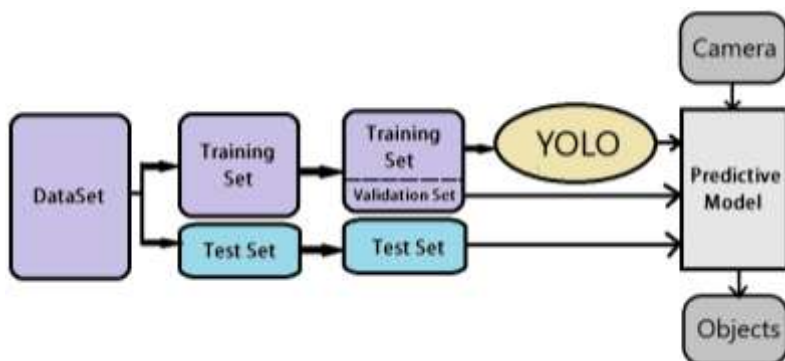 Camera
DataSet
Training
Set
Training
Set
Validation Set
YOLO
Predictive
Model
Test Set
Test Set
Objects